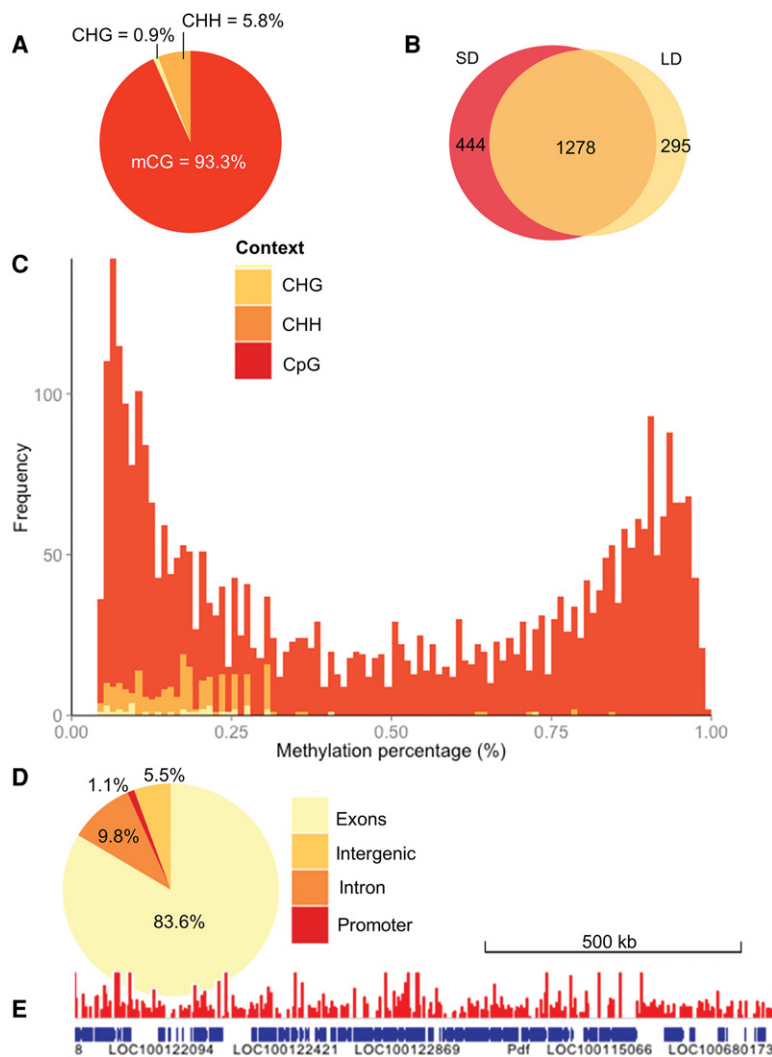 A
CHG = 0.9%
CHH = 5.8%
mCG = 93.3%
B
SD
LD
444
1278
295
C
Context
CHG
CHH
CpG
Frequency
100
50
0
0.00
0.25
0.50
0.75
1.00
Methylation percentage (%)
D
1.1%
5.5%
9.8%
83.6%
Exons
Intergenic
Intron
Promoter
500 kb
E
8 LOC100122094 LOC100122421 LOC100122869 Pdf LOC100115066 LOC100680173